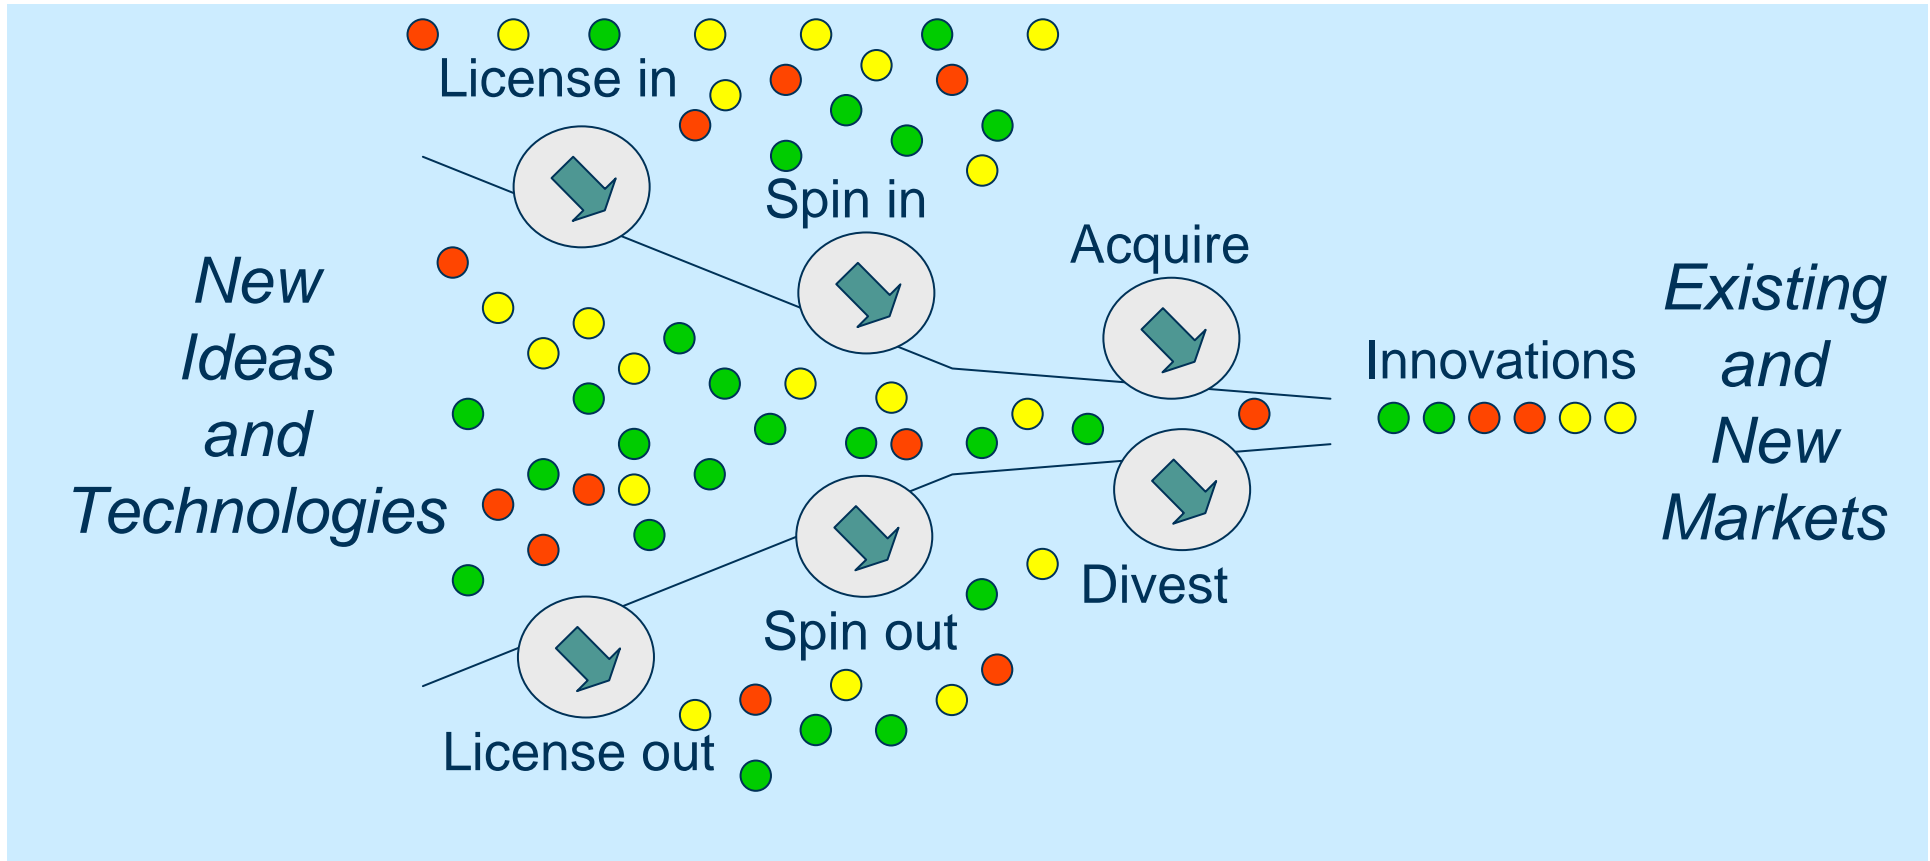 License in
Spin in
Acquire
New
Ideas
and
Technologies
Innovations
Existing
and
New
Markets
Divest
Spin out
License out